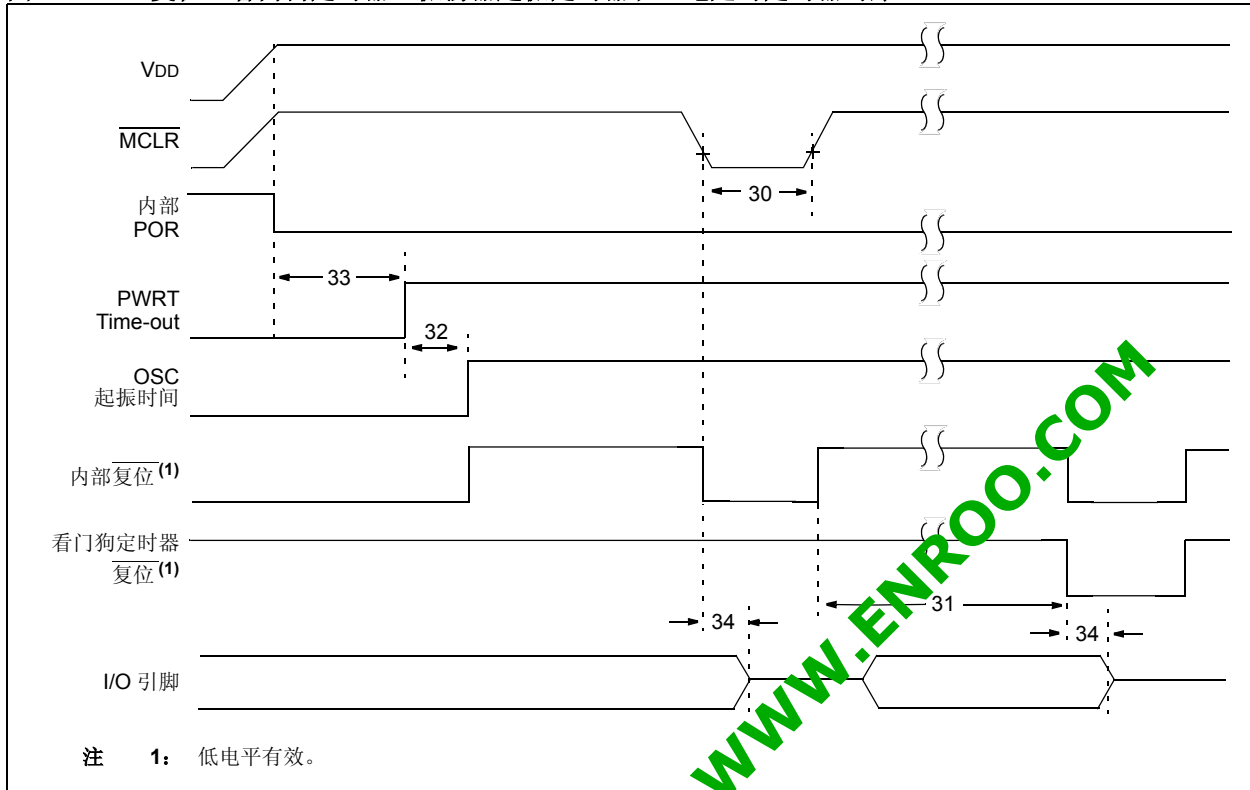 VDD
MCLR
30
内部
POR
33
PWRT
Time-out
32
OSC
起振时间
内部复位(1)
看门狗定时器
复位(1)
31
34
34
I/O 引脚
注 1： 低电平有效。
WWW.ENROO.COM